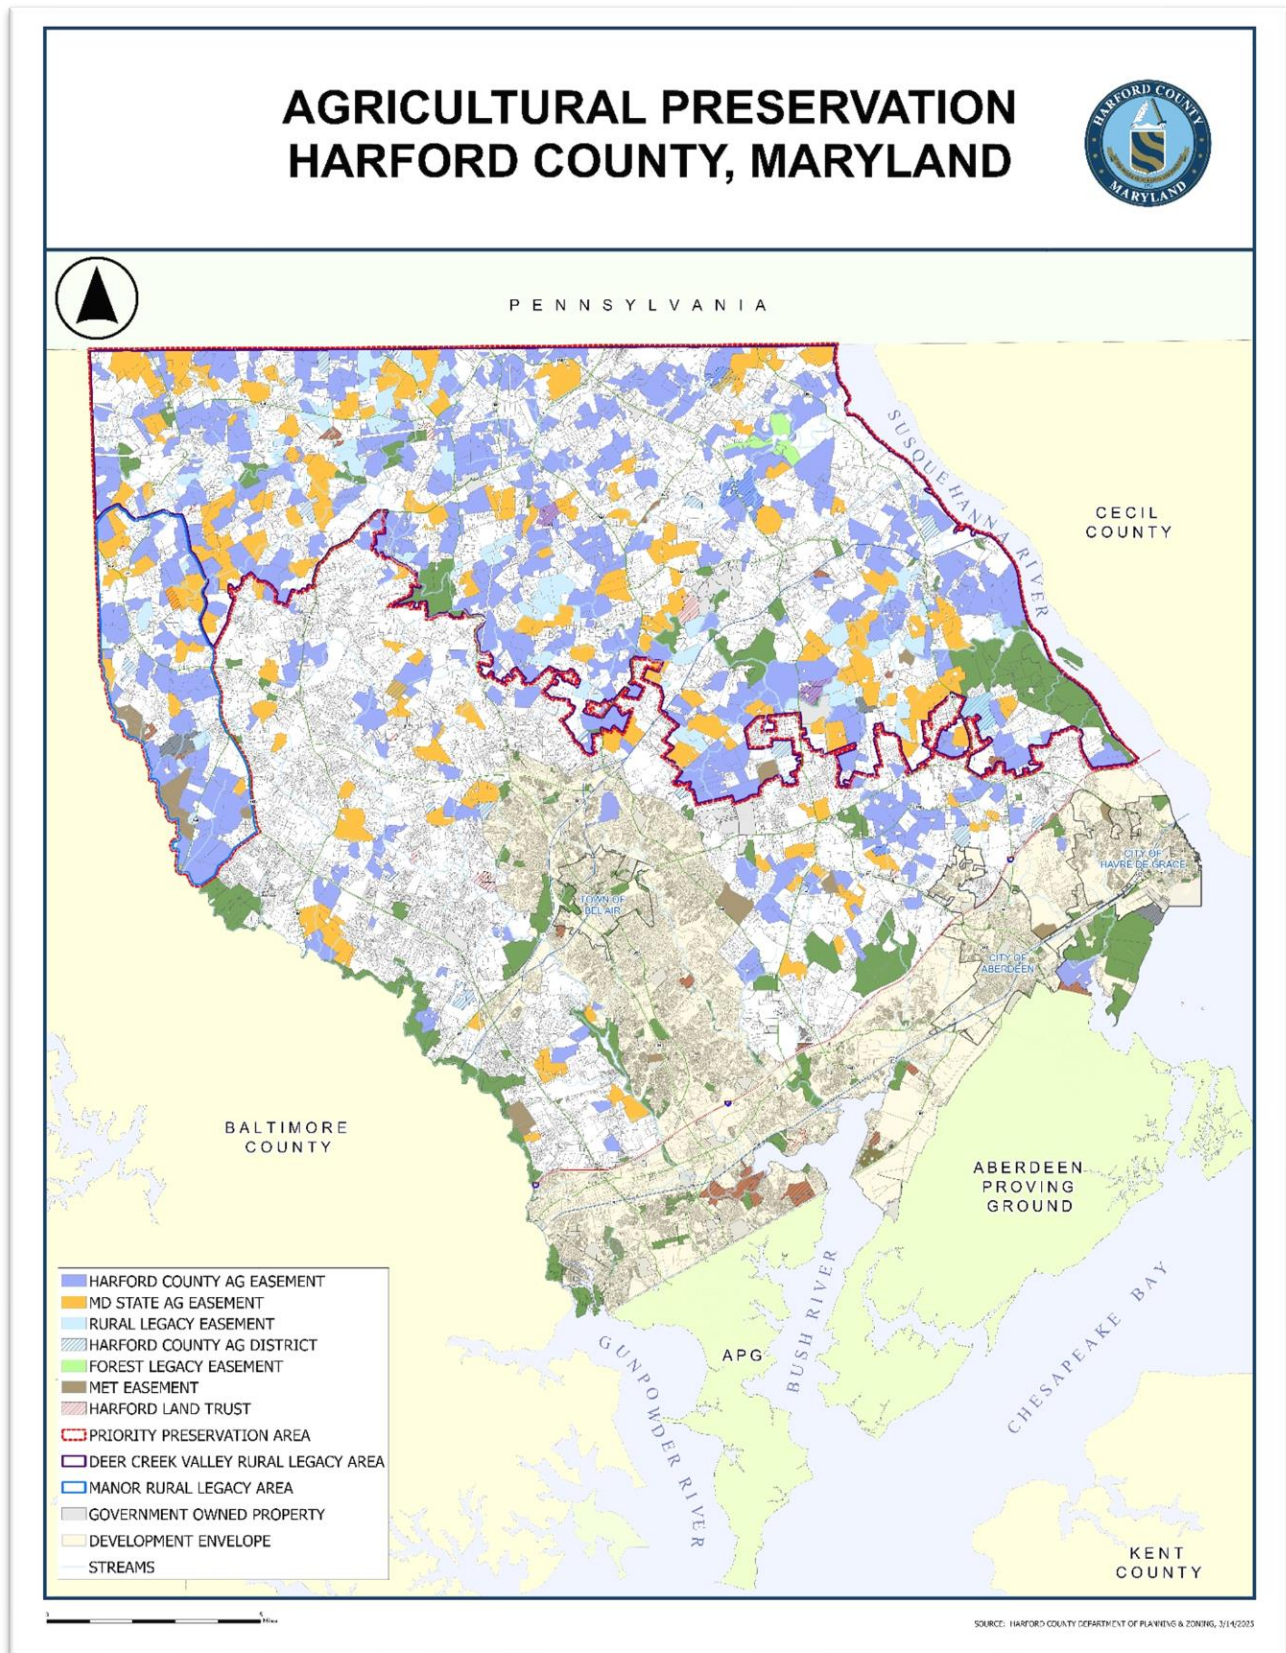 AGRICULTURAL PRESERVATION
HARFORD COUNTY, MARYLAND
HARFORD COUNTY
MARYLAND
PENNSYLVANIA
SUSQUEHANNA RIVER
CECIL
COUNTY
CITY OF
HAVRE DE GRACE
TOWN OF
BEL AIR
CITY OF
ABERDEEN
BALTIMORE
COUNTY
ABERDEEN
PROVING
GROUND
BUSH RIVER
CHESAPEAKE BAY
GUNPOWDER RIVER
APG
KENT
COUNTY
HARFORD COUNTY AG EASEMENT
MD STATE AG EASEMENT
RURAL LEGACY EASEMENT
HARFORD COUNTY AG DISTRICT
FOREST LEGACY EASEMENT
MET EASEMENT
HARFORD LAND TRUST
PRIORITY PRESERVATION AREA
DEER CREEK VALLEY RURAL LEGACY AREA
MANOR RURAL LEGACY AREA
GOVERNMENT OWNED PROPERTY
DEVELOPMENT ENVELOPE
STREAMS
SOURCE: HARFORD COUNTY DEPARTMENT OF PLANNING & ZONING, 3/14/2025